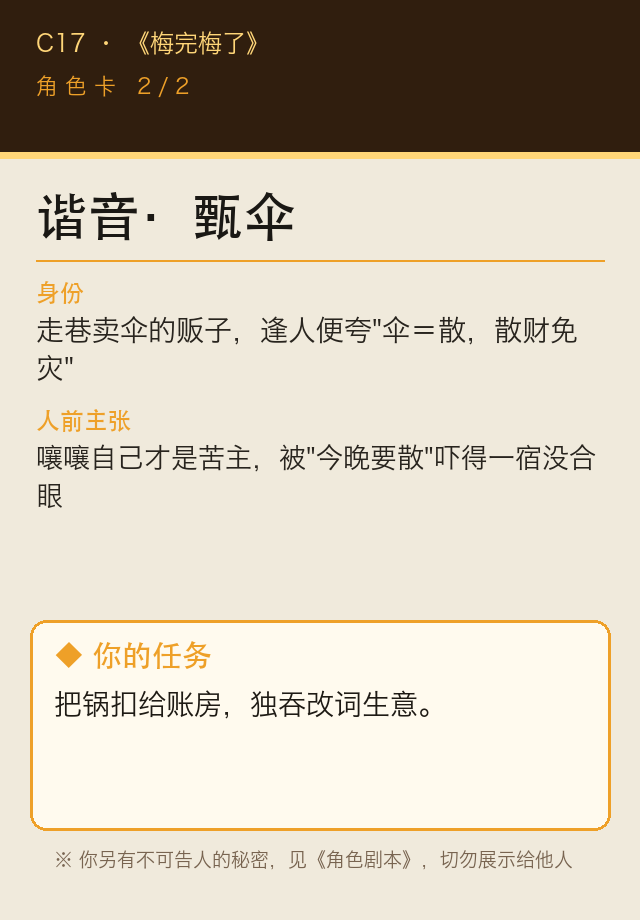 C17 · 《梅完梅了》
角色卡 2/2
谐音· 甄伞
身份
走巷卖伞的贩子，逢人便夸"伞＝散，散财免
灾"
人前主张
嚷嚷自己才是苦主，被"今晚要散"吓得一宿没合
眼
◆ 你的任务
把锅扣给账房，独吞改词生意。
※ 你另有不可告人的秘密，见《角色剧本》，切勿展示给他人